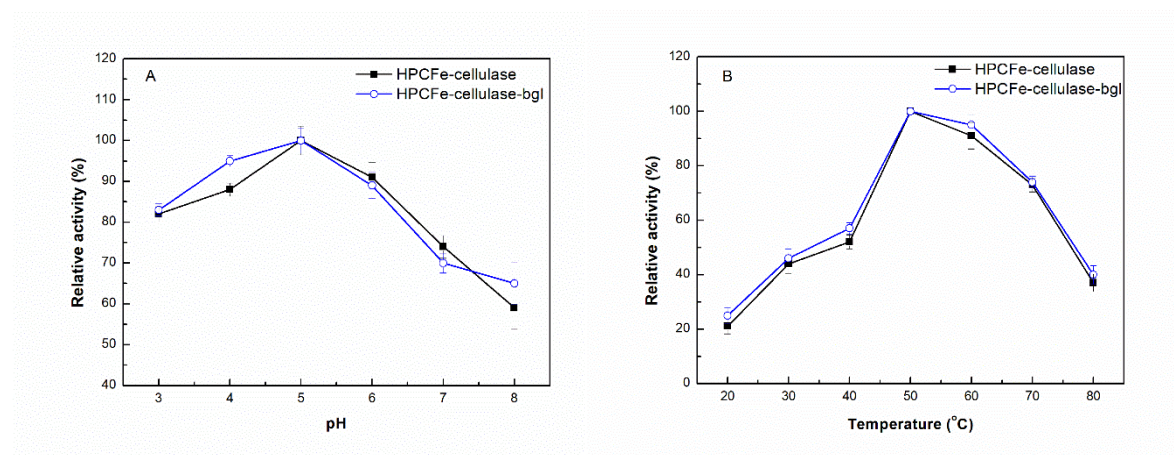 A
HPCFe-cellulase
HPCFe-cellulase-bgl
120
110
100
90
80
70
60
50
40
Relative activity (%)
3 4 5 6 7 8
pH
B
HPCFe-cellulase
HPCFe-cellulase-bgl
120
100
80
60
40
20
0
Relative activity (%)
20 30 40 50 60 70 80
Temperature (°C)